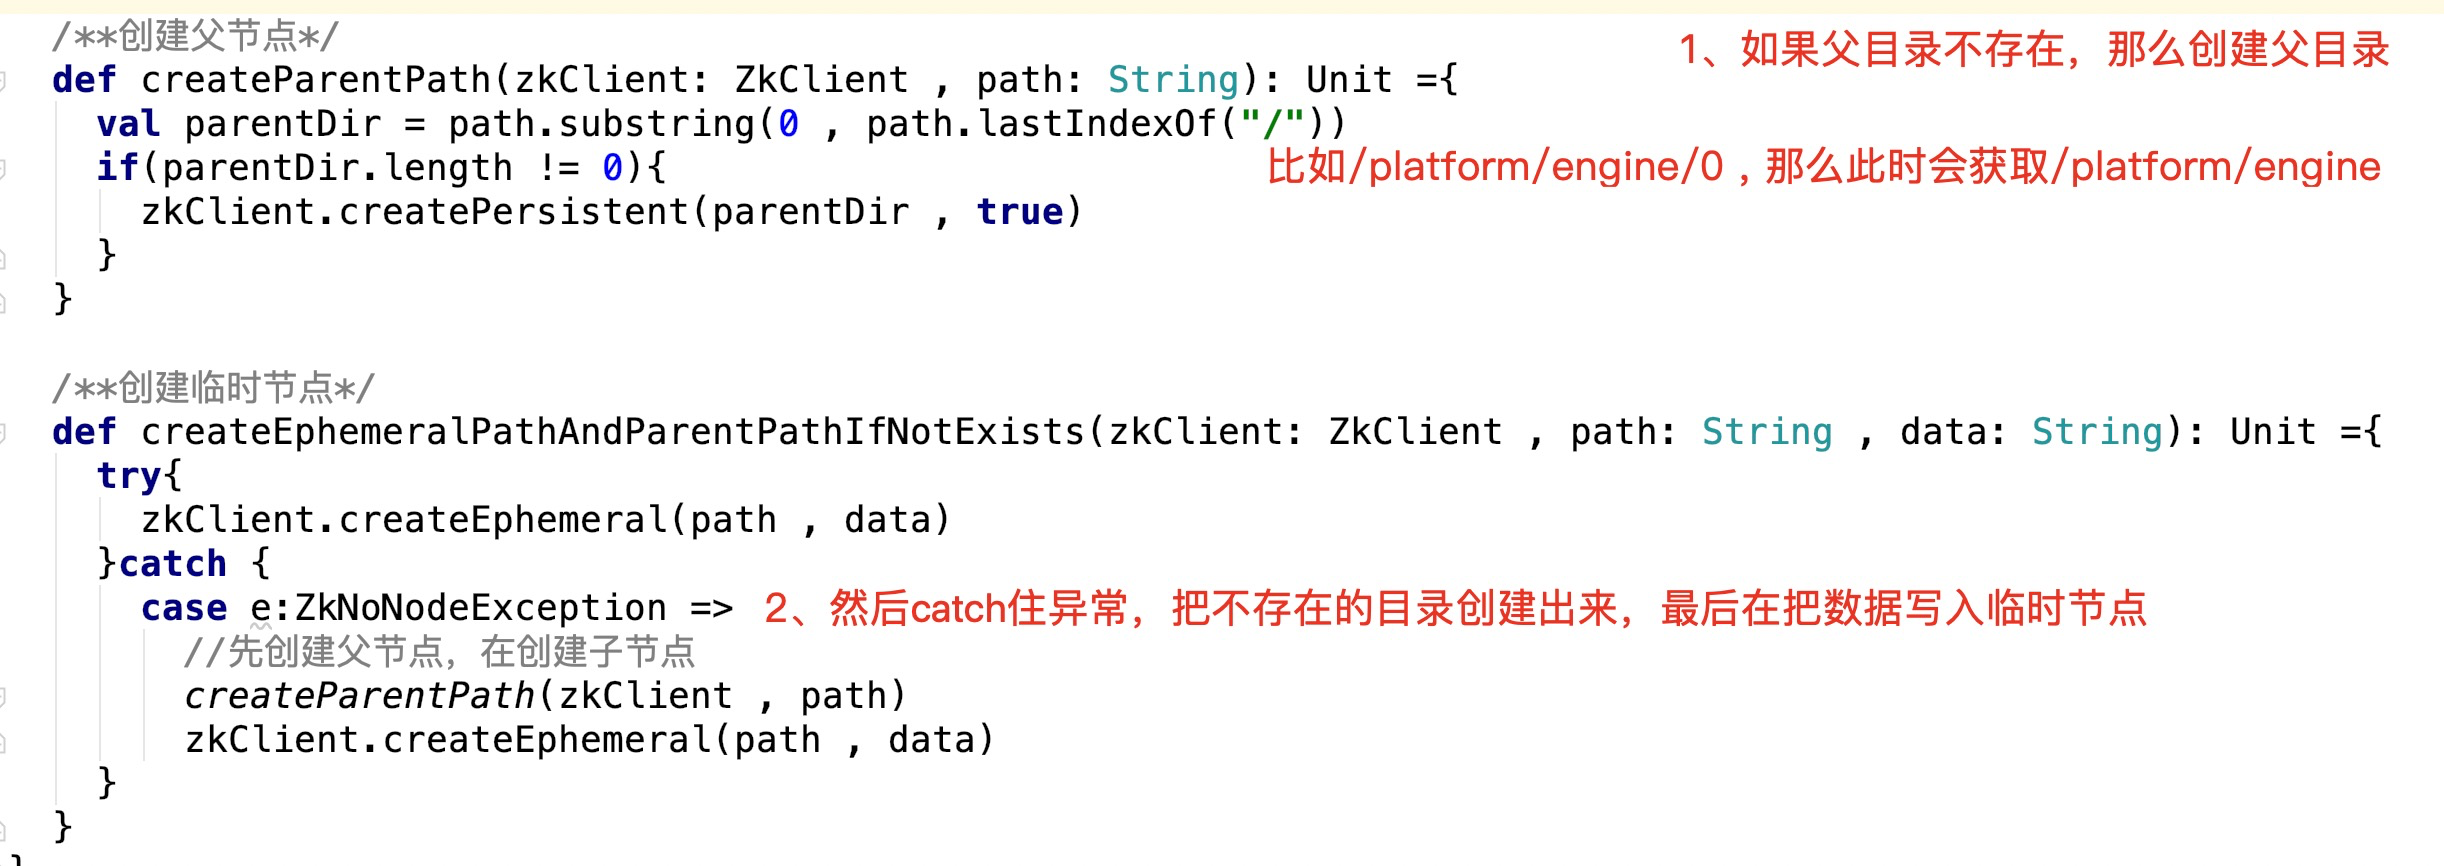 /**创建父节点*/
1、如果父目录不存在，那么创建父目录
def createParentPath(zkClient: ZkClient , path: String): Unit ={
val parentDir = path.substring(0 , path.lastIndexOf("/"))
if(parentDir.length != 0){
比如/platform/engine/0 , 那么此时会获取/platform/engine
zkClient.createPersistent(parentDir , true)
}
}
/**创建临时节点*/
def createEphemeralPathAndParentPathIfNotExists(zkClient: ZkClient , path: String , data: String): Unit ={
try{
zkClient.createEphemeral(path , data)
}catch {
case e:ZkNoNodeException => 2、然后catch住异常，把不存在的目录创建出来，最后在把数据写入临时节点
//先创建父节点，在创建子节点
createParentPath(zkClient , path)
zkClient.createEphemeral(path , data)
}
}
}